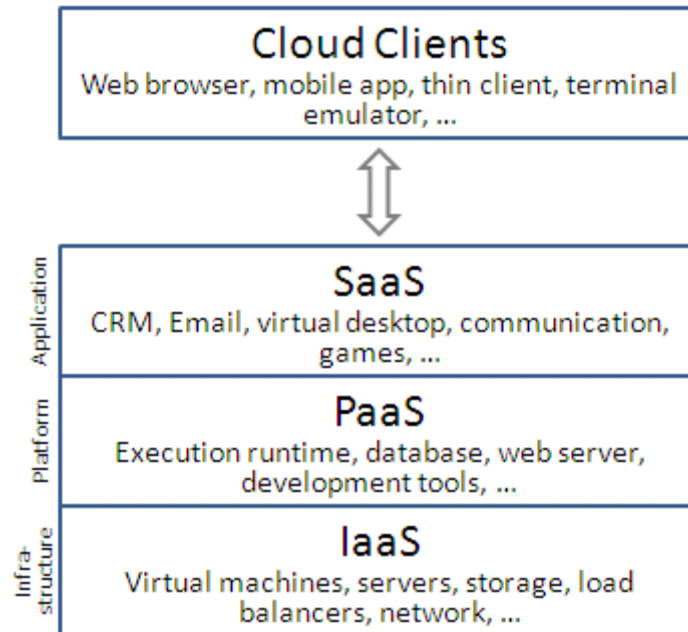 Cloud Clients
Web browser, mobile app, thin client, terminal
emulator, ...
Application
SaaS
CRM, Email, virtual desktop, communication,
games, ...
Platform
PaaS
Execution runtime, database, web server,
development tools, ...
Infra-
structure
IaaS
Virtual machines, servers, storage, load
balancers, network, ...